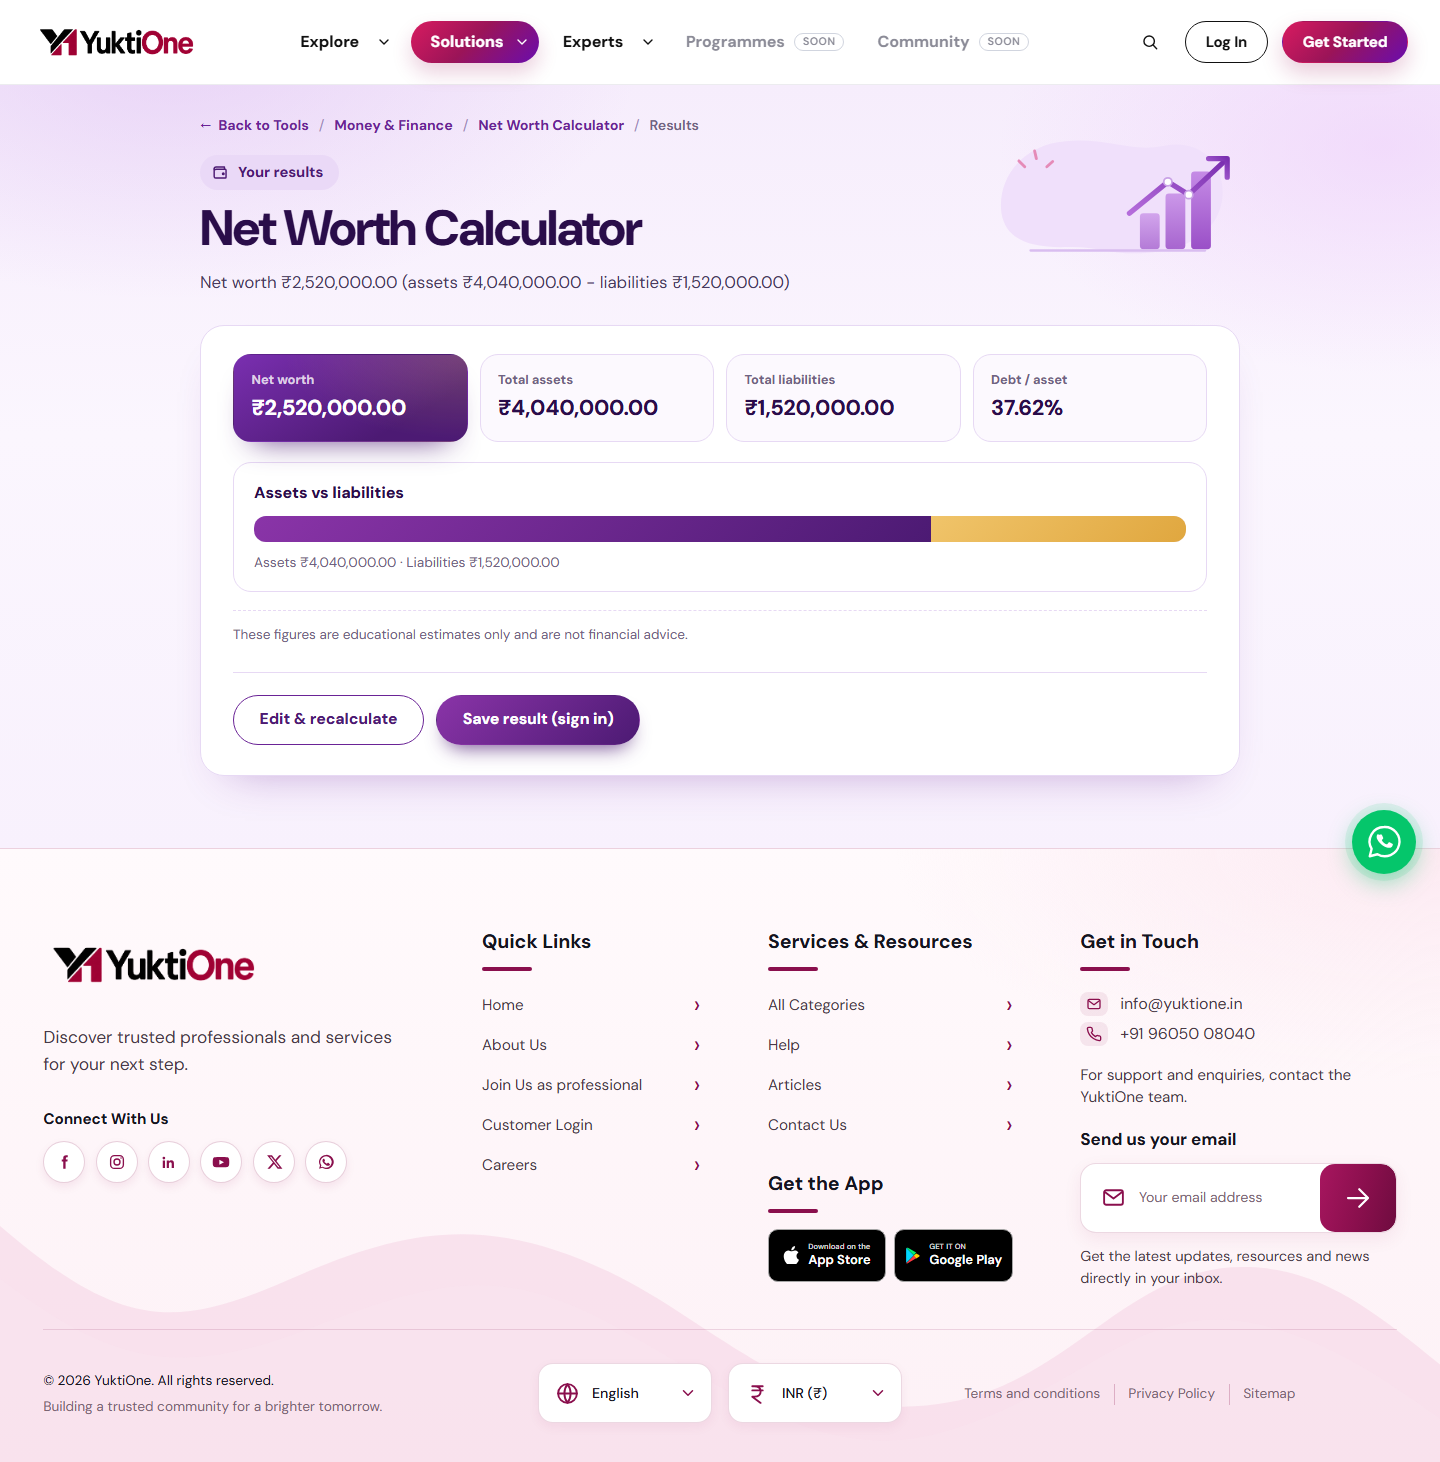 YuktiOne
Explore
Solutions
Experts
Programmes SOON
Community SOON
Log In
Get Started
← Back to Tools / Money & Finance / Net Worth Calculator / Results
Your results
Net Worth Calculator
Net worth ₹2,520,000.00 (assets ₹4,040,000.00 − liabilities ₹1,520,000.00)
Net worth
₹2,520,000.00
Total assets
₹4,040,000.00
Total liabilities
₹1,520,000.00
Debt / asset
37.62%
Assets vs liabilities
Assets ₹4,040,000.00 · Liabilities ₹1,520,000.00
These figures are educational estimates only and are not financial advice.
Edit & recalculate
Save result (sign in)
YuktiOne
Discover trusted professionals and services
for your next step.
Connect With Us
Quick Links
Home
About Us
Join Us as professional
Customer Login
Careers
Services & Resources
All Categories
Help
Articles
Contact Us
Get the App
Download on the
App Store
GET IT ON
Google Play
Get in Touch
info@yuktione.in
+91 96050 08040
For support and enquiries, contact the
YuktiOne team.
Send us your email
Your email address
Get the latest updates, resources and news
directly in your inbox.
© 2026 YuktiOne. All rights reserved.
Building a trusted community for a brighter tomorrow.
English
INR (₹)
Terms and conditions
Privacy Policy
Sitemap